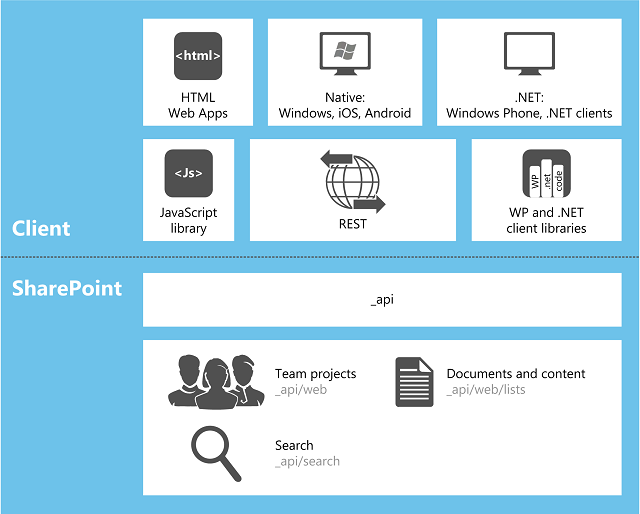 <html>
HTML
Web Apps
Native:
Windows, iOS, Android
.NET:
Windows Phone, .NET clients
<Js>
JavaScript
library
REST
WP
.net
code
WP and .NET
client libraries
Client
SharePoint
_api
Team projects
_api/web
Documents and content
_api/web/lists
Search
_api/search